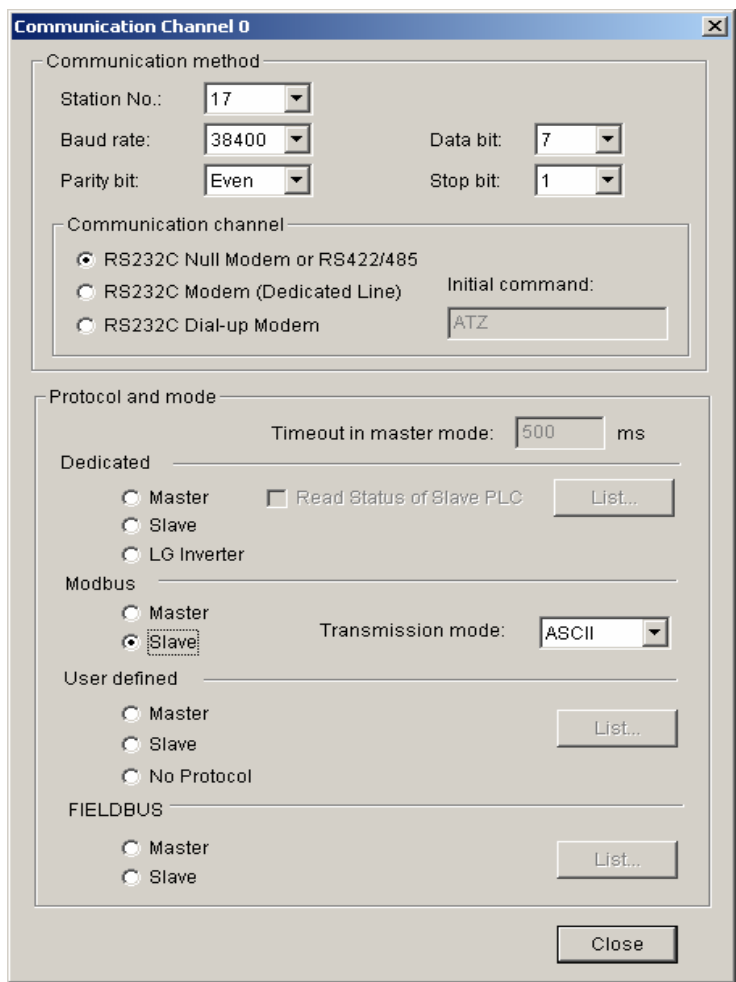 Communication Channel 0
Communication method
Station No.: 17
Baud rate: 38400 Data bit: 7
Parity bit: Even Stop bit: 1
Communication channel
RS232C Null Modem or RS422/485
RS232C Modem (Dedicated Line) Initial command:
RS232C Dial-up Modem ATZ
Protocol and mode
Timeout in master mode: 500 ms
Dedicated
Master Read Status of Slave PLC List...
Slave
LG Inverter
Modbus
Master
Slave Transmission mode: ASCII
User defined
Master
Slave List...
No Protocol
FIELDBUS
Master
Slave List...
Close